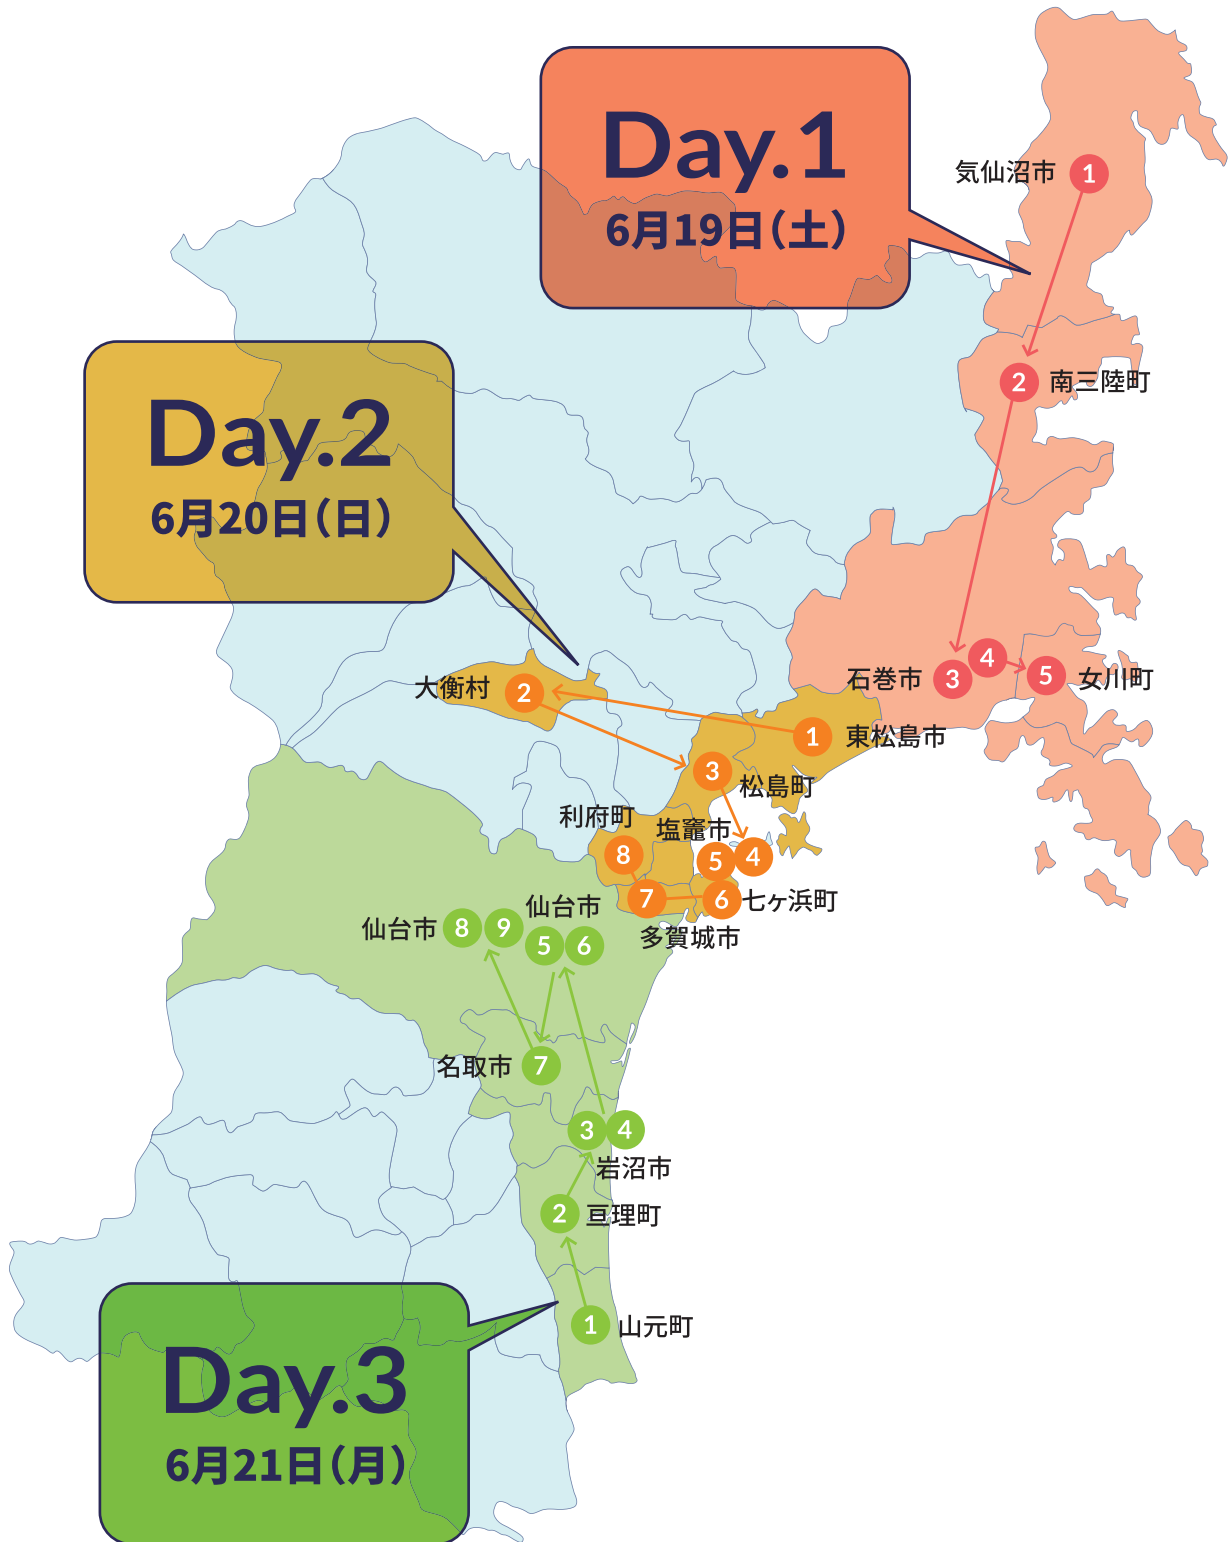 Day.1
6月19日（土）
気仙沼市 1
2 南三陸町
石巻市 3 4 5 女川町
Day.2
6月20日（日）
大衡村 2
1 東松島市
3 松島町
利府町 8
塩竈市 5 4
7 多賀城市
6 七ヶ浜町
仙台市 8 9
仙台市 5 6
名取市 7
3 4 岩沼市
2 亘理町
1 山元町
Day.3
6月21日（月）